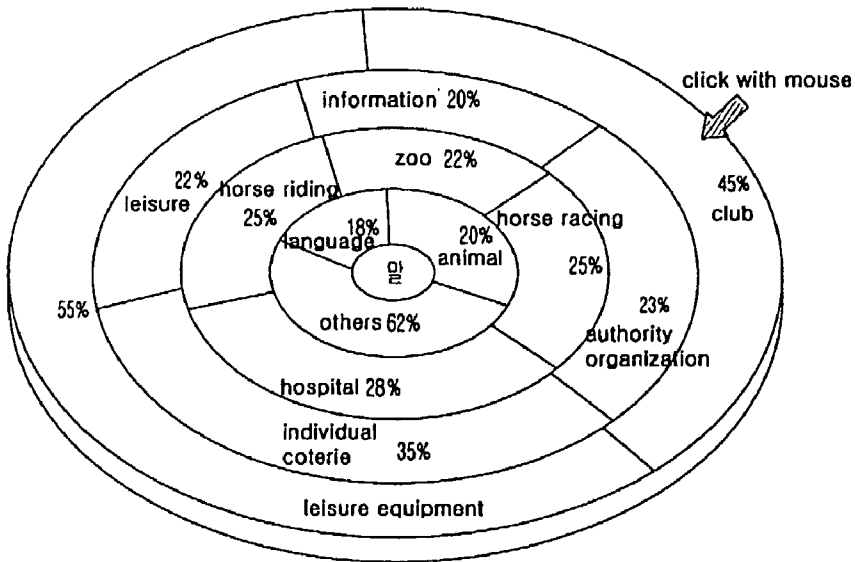 click with mouse
information 20%
zoo 22%
22%
leisure
horse riding
25%
45%
club
horse racing
25%
18%
language
20%
animal
말
55%
others 62%
23%
authority
organization
hospital 28%
individual
coterie 35%
leisure equipment